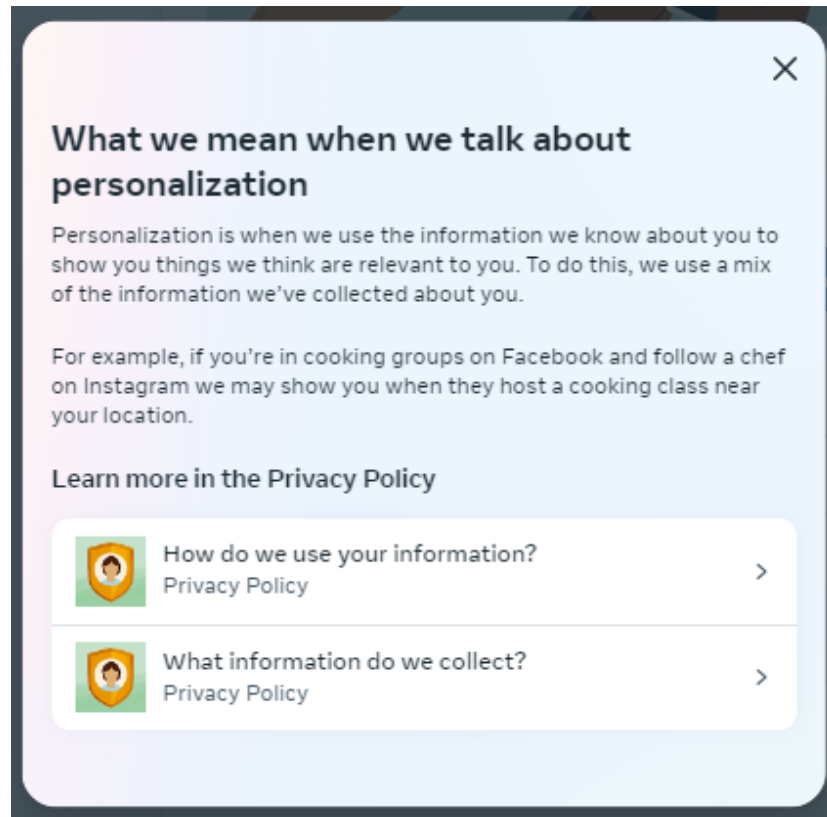 What we mean when we talk about
personalization
Personalization is when we use the information we know about you to
show you things we think are relevant to you. To do this, we use a mix
of the information we’ve collected about you.
For example, if you’re in cooking groups on Facebook and follow a chef
on Instagram we may show you when they host a cooking class near
your location.
Learn more in the Privacy Policy
How do we use your information?
Privacy Policy
What information do we collect?
Privacy Policy